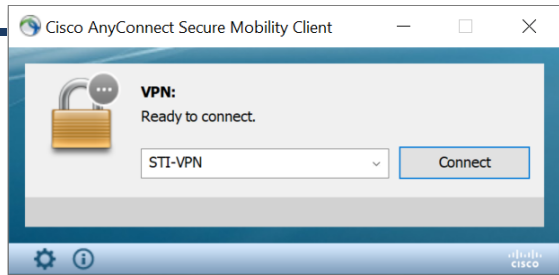 Cisco AnyConnect Secure Mobility Client
VPN:
Ready to connect.
STI-VPN
Connect
cisco